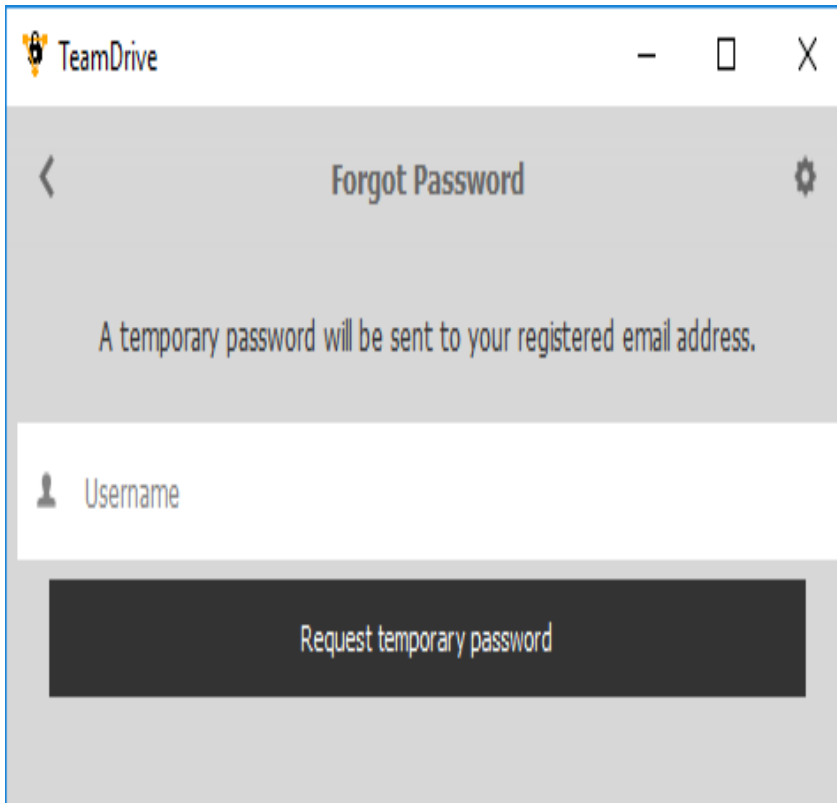 TeamDrive
Forgot Password
A temporary password will be sent to your registered email address.
Username
Request temporary password